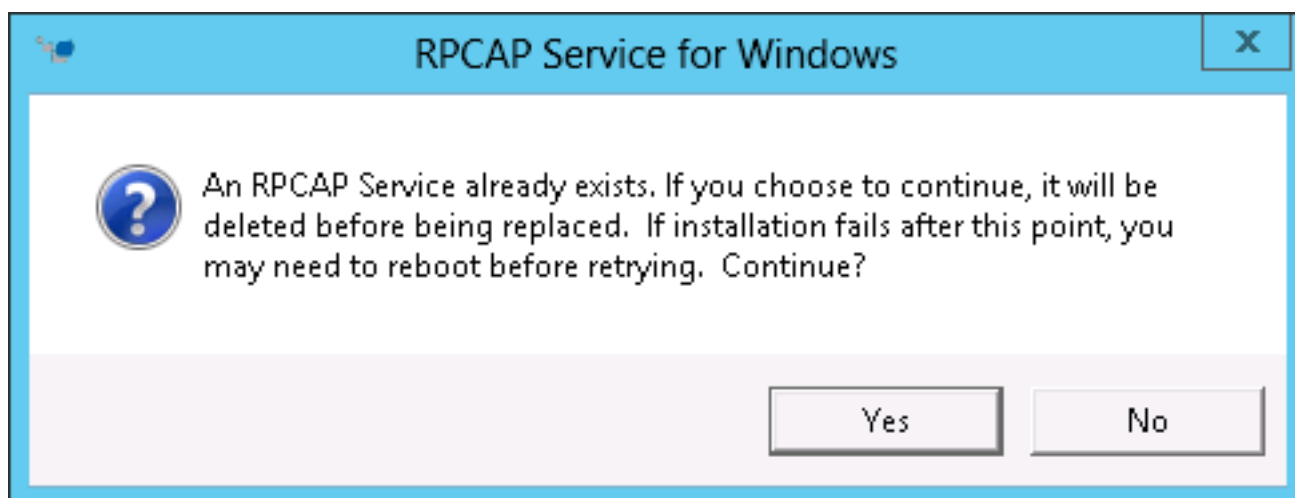 RPCAP Service for Windows
x
An RPCAP Service already exists. If you choose to continue, it will be
deleted before being replaced.  If installation fails after this point, you
may need to reboot before retrying.  Continue?
Yes
No